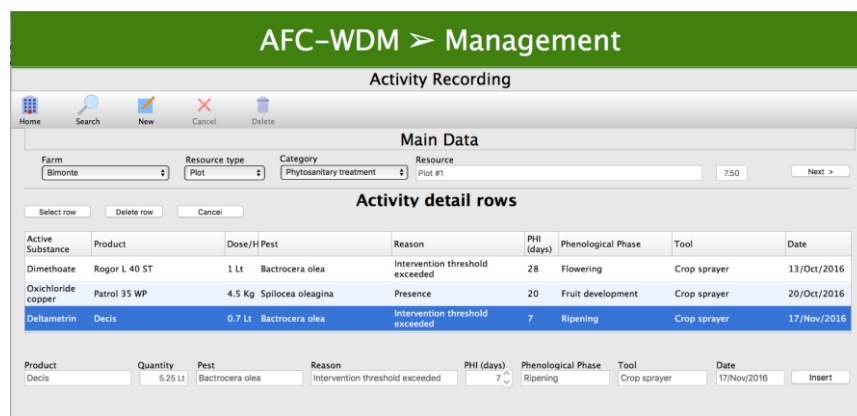 AFC-WDM ➢ Management
Activity Recording
Home Search New Cancel Delete
Main Data
Farm Resource type Category Resource
Bimonte Plot Phytosanitary treatment Plot #1 7.50 Next >
Activity detail rows
Select row Delete row Cancel
Active Substance Product Dose/H Pest Reason PHI (days) Phenological Phase Tool Date
Dimethoate Rogor L 40 ST 1 Lt Bactrocera olea Intervention threshold exceeded 28 Flowering Crop sprayer 13/Oct/2016
Oxichloride copper Patrol 35 WP 4.5 Kg Spilocea oleagina Presence 20 Fruit development Crop sprayer 20/Oct/2016
Deltametrin Decis 0.7 Lt Bactrocera olea Intervention threshold exceeded 7 Ripening Crop sprayer 17/Nov/2016
Product Quantity Pest Reason PHI (days) Phenological Phase Tool Date
Decis 5.25 Lt Bactrocera olea Intervention threshold exceeded 7 Ripening Crop sprayer 17/Nov/2016 Insert